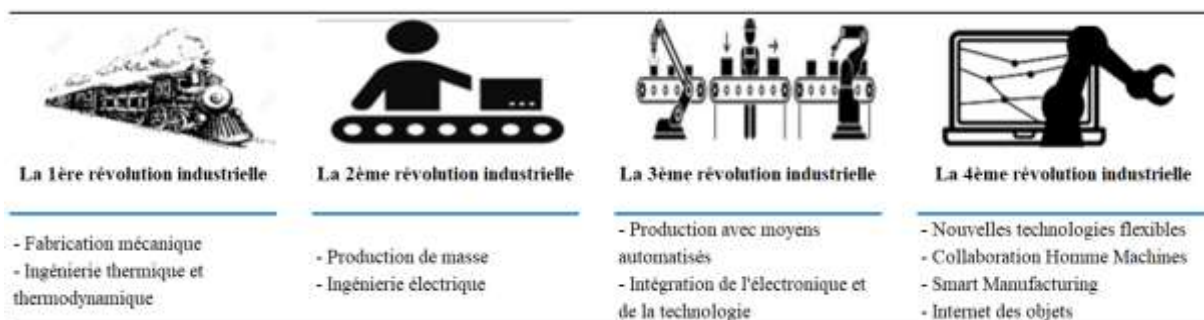 La 1ère révolution industrielle
- Fabrication mécanique
- Ingénierie thermique et
thermodynamique
La 2ème révolution industrielle
- Production de masse
- Ingénierie électrique
La 3ème révolution industrielle
- Production avec moyens
automatisés
- Intégration de l'électronique et
de la technologie
La 4ème révolution industrielle
- Nouvelles technologies flexibles
- Collaboration Homme Machines
- Smart Manufacturing
- Internet des objets